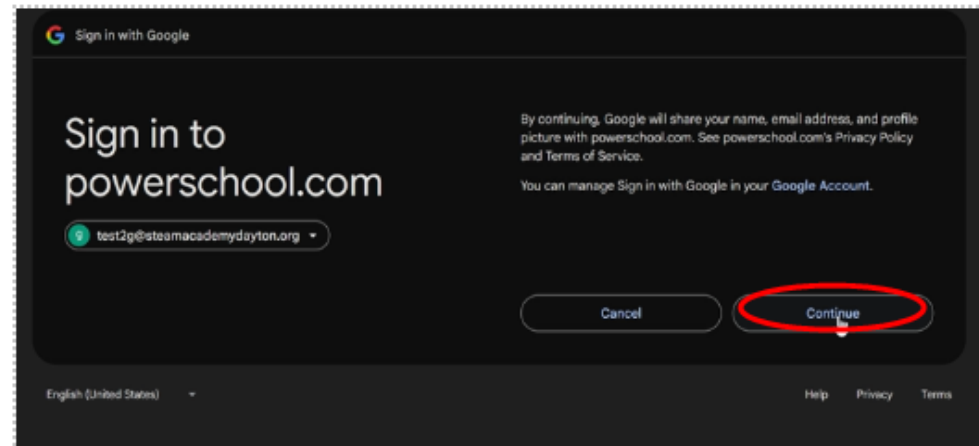 Sign in with Google
Sign in to
powerschool.com
test2g@steamacademydayton.org
By continuing, Google will share your name, email address, and profile
picture with powerschool.com. See powerschool.com's Privacy Policy
and Terms of Service.
You can manage Sign in with Google in your Google Account.
Cancel
Continue
English (United States)
Help
Privacy
Terms